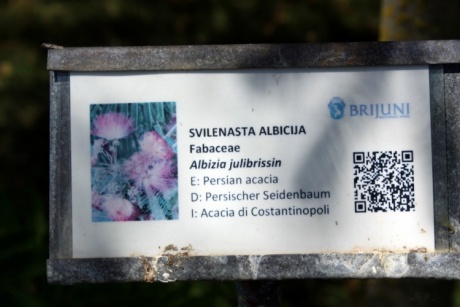 BRIJUNI
SVILENASTA ALBICIJA
Fabaceae
Albizia julibrissin
E: Persian acacia
D: Persischer Seidenbaum
I: Acacia di Costantinopoli